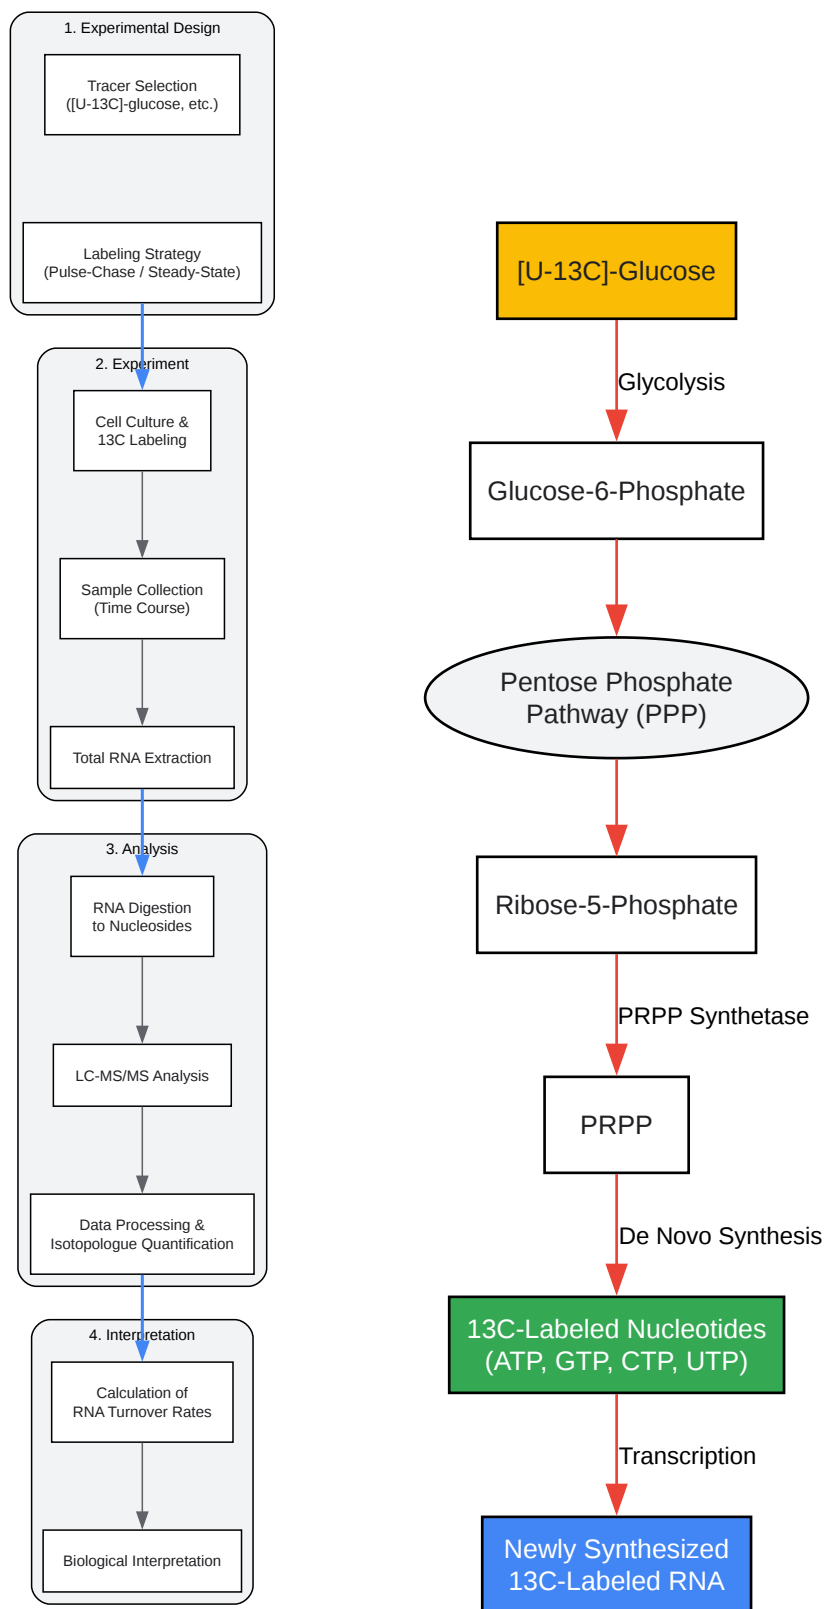 1. Experimental Design
Tracer Selection
([U-13C]-glucose, etc.)
Labeling Strategy
(Pulse-Chase / Steady-State)
2. Experiment
Cell Culture &
13C Labeling
Sample Collection
(Time Course)
Total RNA Extraction
3. Analysis
RNA Digestion
to Nucleosides
LC-MS/MS Analysis
Data Processing &
Isotopologue Quantification
4. Interpretation
Calculation of
RNA Turnover Rates
Biological Interpretation
[U-13C]-Glucose
Glycolysis
Glucose-6-Phosphate
Pentose Phosphate
Pathway (PPP)
Ribose-5-Phosphate
PRPP Synthetase
PRPP
De Novo Synthesis
13C-Labeled Nucleotides
(ATP, GTP, CTP, UTP)
Transcription
Newly Synthesized
13C-Labeled RNA